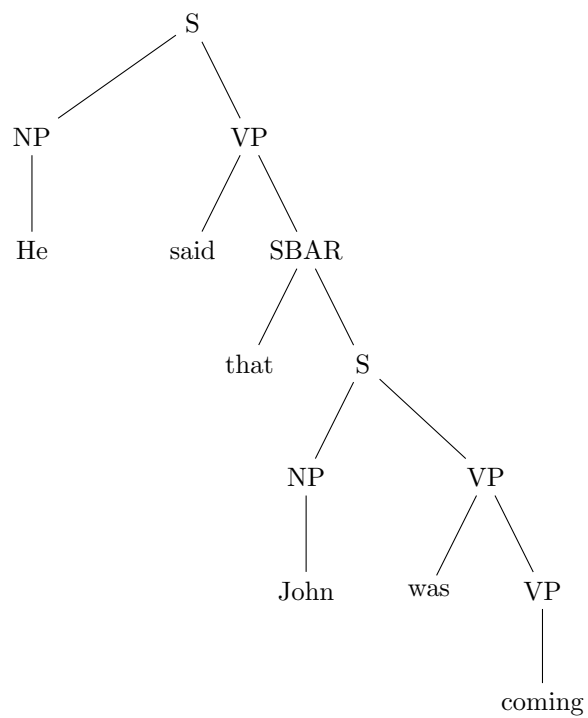 S
NP VP
He said SBAR
that S
NP VP
John was VP
coming